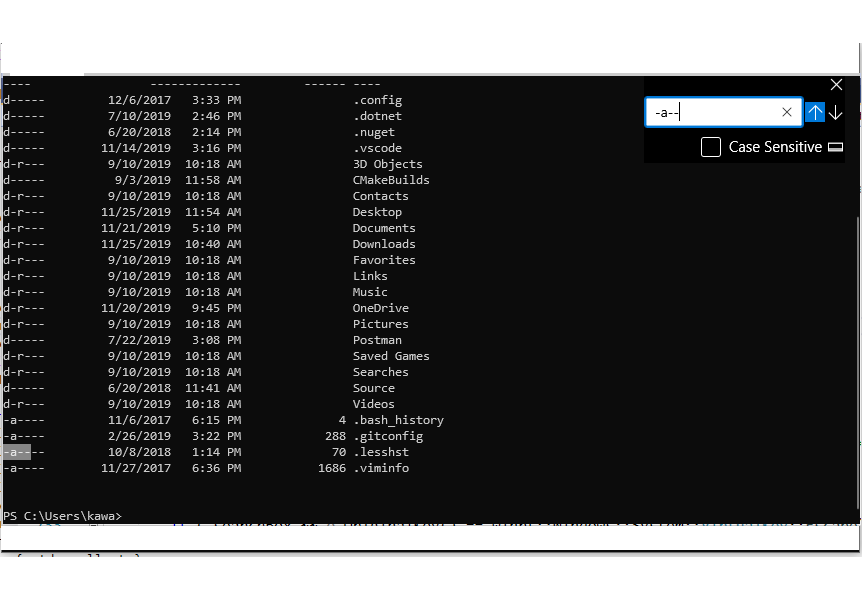 ---- ------------- ------ ----
d----- 12/6/2017 3:33 PM .config
d----- 7/10/2019 2:46 PM .dotnet
d----- 6/20/2018 2:14 PM .nuget
d----- 11/14/2019 3:16 PM .vscode
d-r--- 9/10/2019 10:18 AM 3D Objects
d----- 9/3/2019 11:58 AM CMakeBuilds
d-r--- 9/10/2019 10:18 AM Contacts
d-r--- 11/25/2019 11:54 AM Desktop
d-r--- 11/21/2019 5:10 PM Documents
d-r--- 11/25/2019 10:40 AM Downloads
d-r--- 9/10/2019 10:18 AM Favorites
d-r--- 9/10/2019 10:18 AM Links
d-r--- 9/10/2019 10:18 AM Music
d-r--- 11/20/2019 9:45 PM OneDrive
d-r--- 9/10/2019 10:18 AM Pictures
d----- 7/22/2019 3:08 PM Postman
d-r--- 9/10/2019 10:18 AM Saved Games
d-r--- 9/10/2019 10:18 AM Searches
d----- 6/20/2018 11:41 AM Source
d-r--- 9/10/2019 10:18 AM Videos
-a---- 11/6/2017 6:15 PM 4 .bash_history
-a---- 2/26/2019 3:22 PM 288 .gitconfig
-a---- 10/8/2018 1:14 PM 70 .lesshst
-a---- 11/27/2017 6:36 PM 1686 .viminfo
PS C:\Users\kawa>
-a--
Case Sensitive